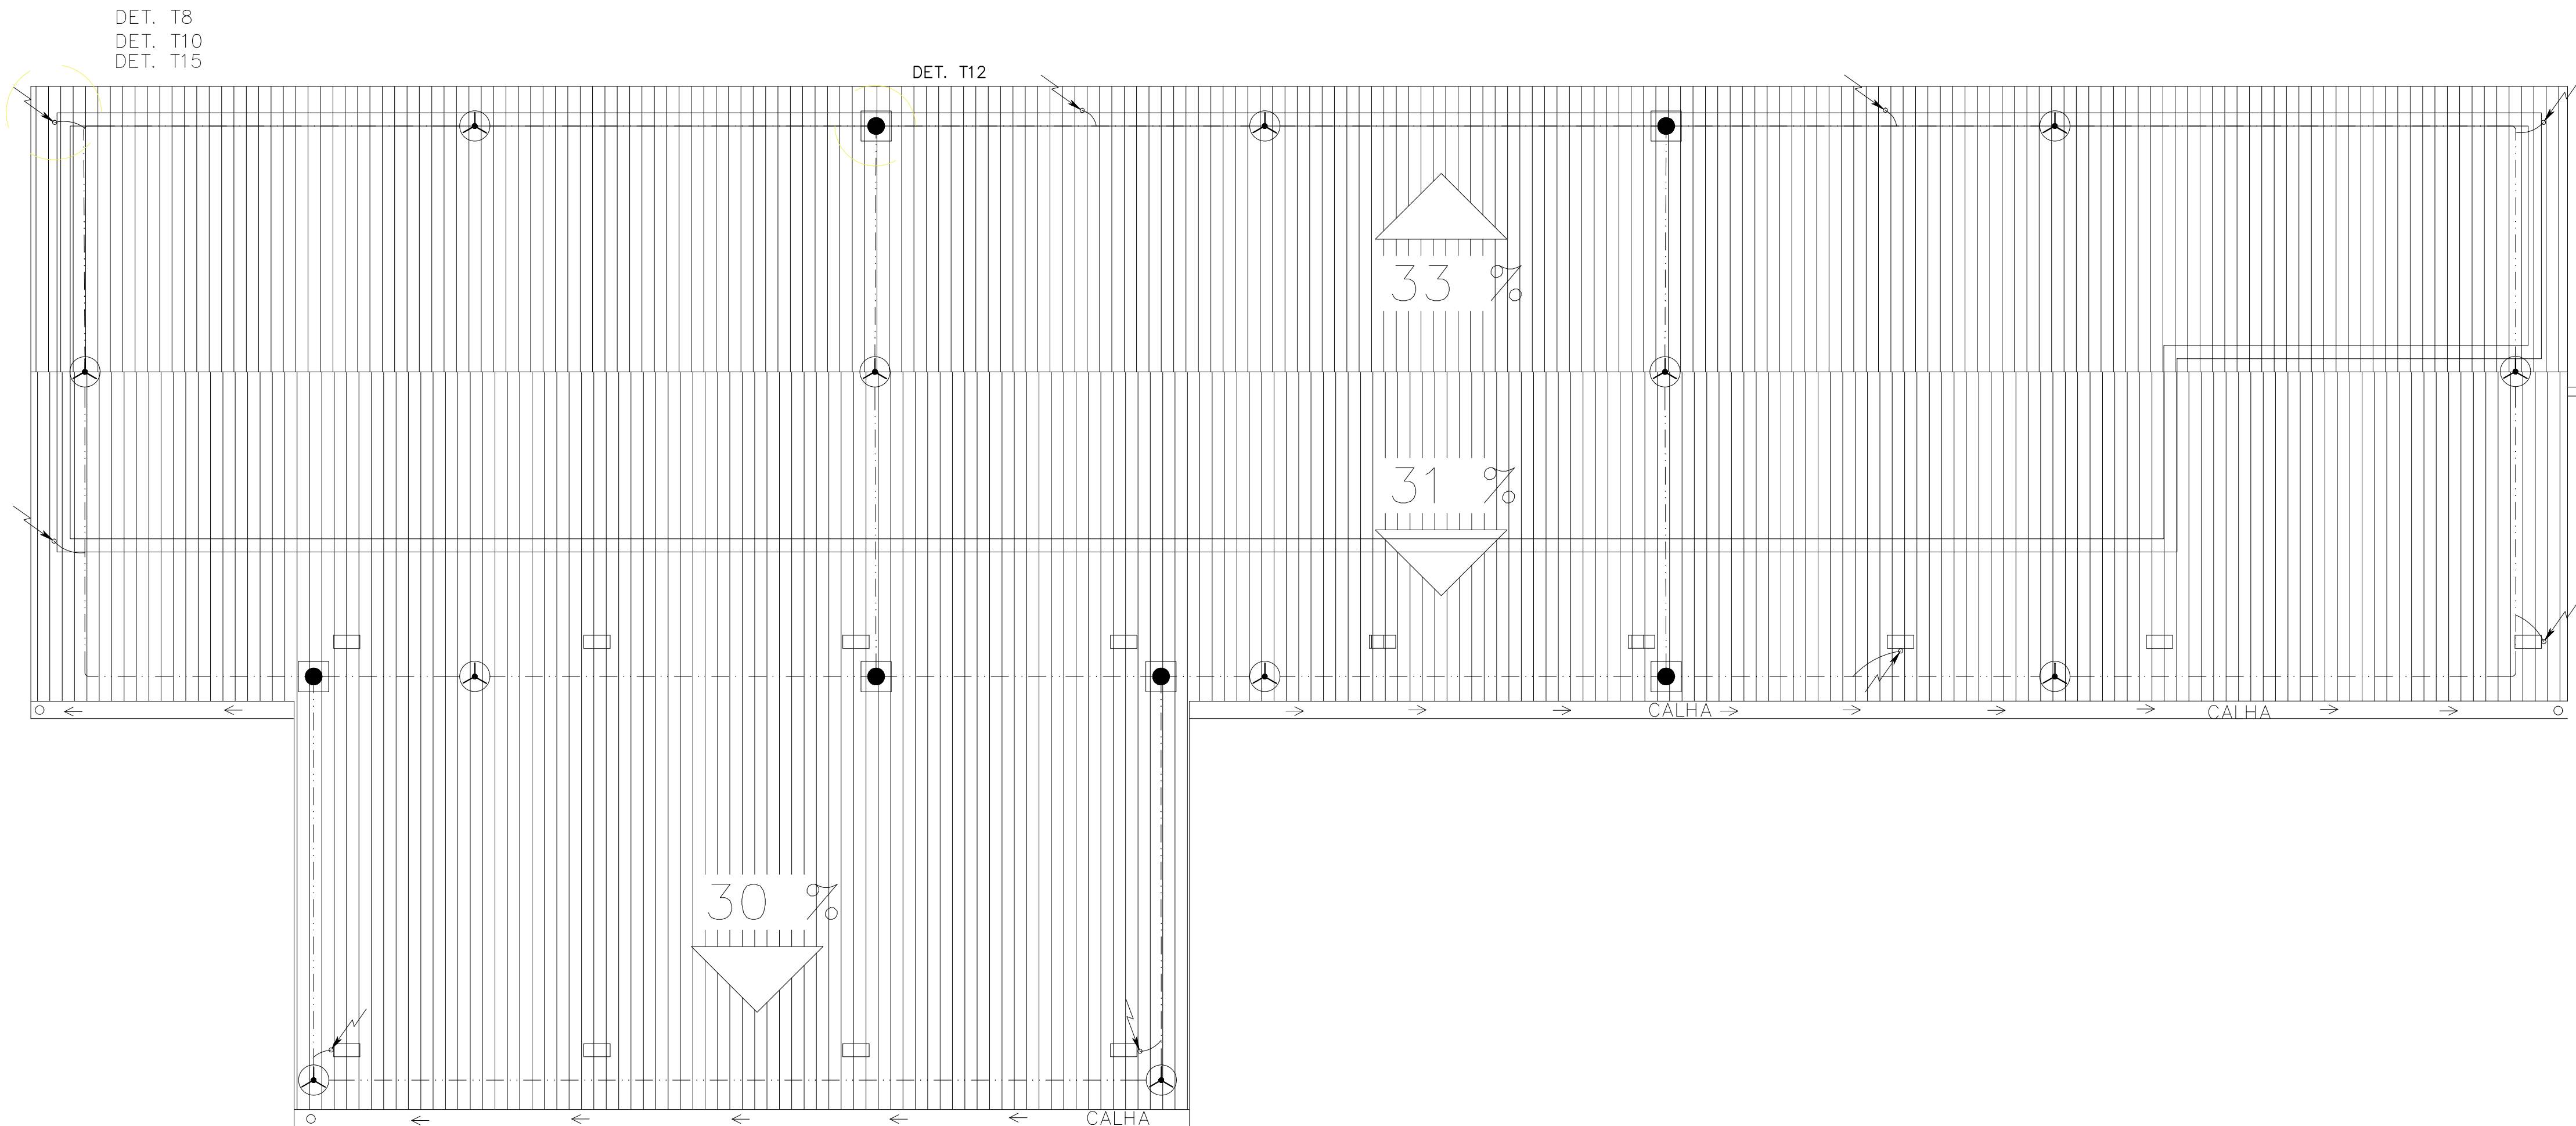 DET. T8
DET. T10
DET. T15
DET. T12
33 %
31 %
CALHA
CALHA
30 %
CALHA